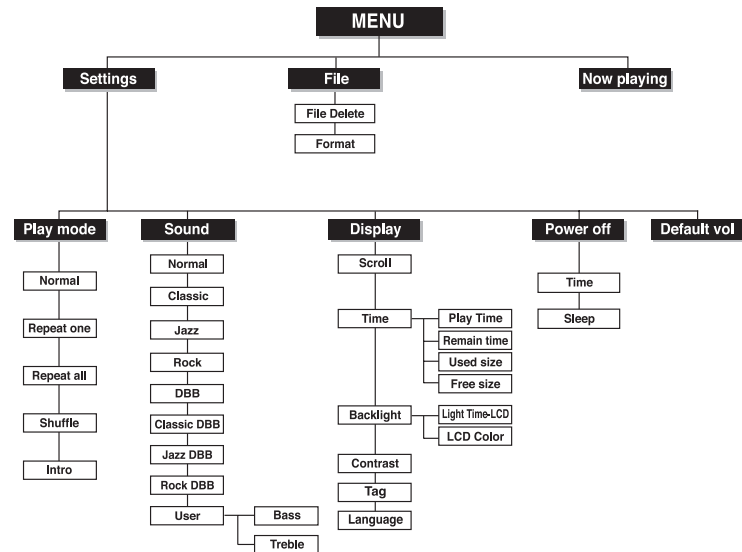 MENU
Settings
File
Now playing
File Delete
Format
Play mode
Sound
Display
Power off
Default vol
Normal
Repeat one
Repeat all
Shuffle
Intro
Normal
Classic
Jazz
Rock
DBB
Classic DBB
Jazz DBB
Rock DBB
User
Bass
Treble
Scroll
Time
Play Time
Remain time
Used size
Free size
Backlight
Light Time-LCD
LCD Color
Contrast
Tag
Language
Time
Sleep